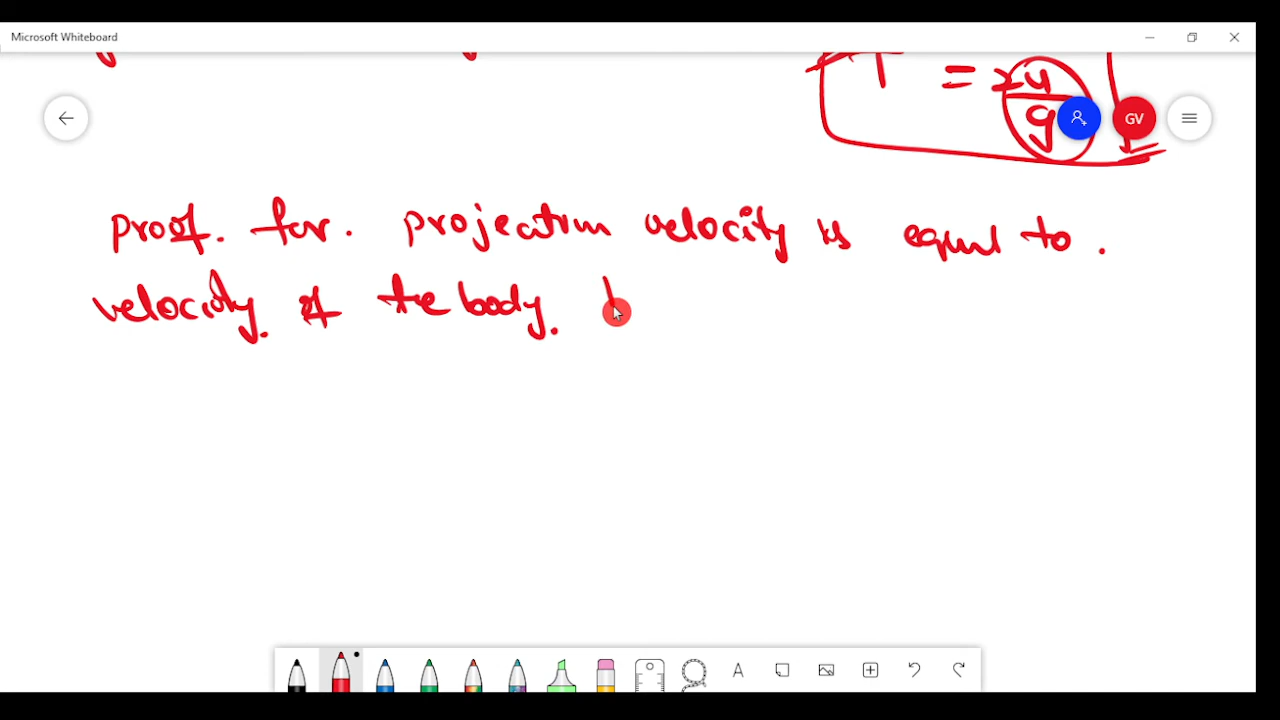 Microsoft Whiteboard
T = 2u
g
GV
proof. for. projection velocity is equal to.
velocity of the body.
A